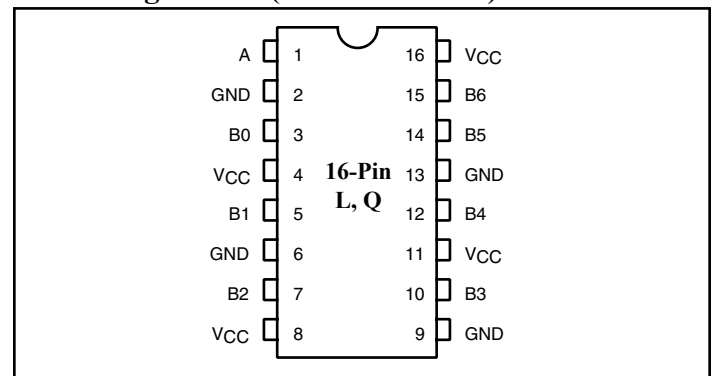 A 1 16 VCC
GND 2 15 B6
B0 3 14 B5
VCC 4 16-Pin 13 GND
L, Q
B1 5 12 B4
GND 6 11 VCC
B2 7 10 B3
VCC 8 9 GND